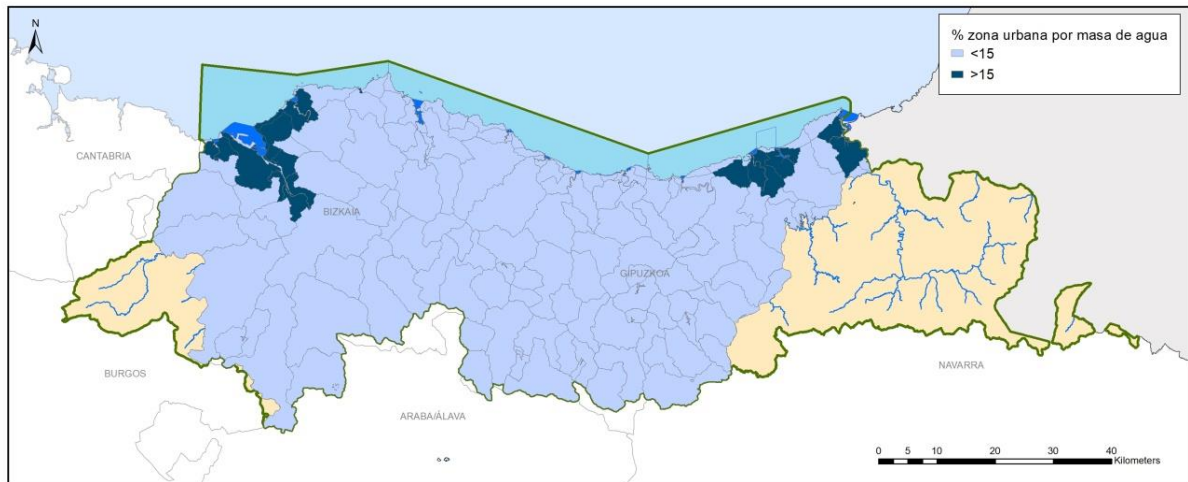 N
% zona urbana por masa de agua
<15
>15
CANTABRIA
BIZKAIA
GIPUZKOA
BURGOS
NAVARRA
ARABA/ÁLAVA
0 5 10 20 30 40
Kilometers